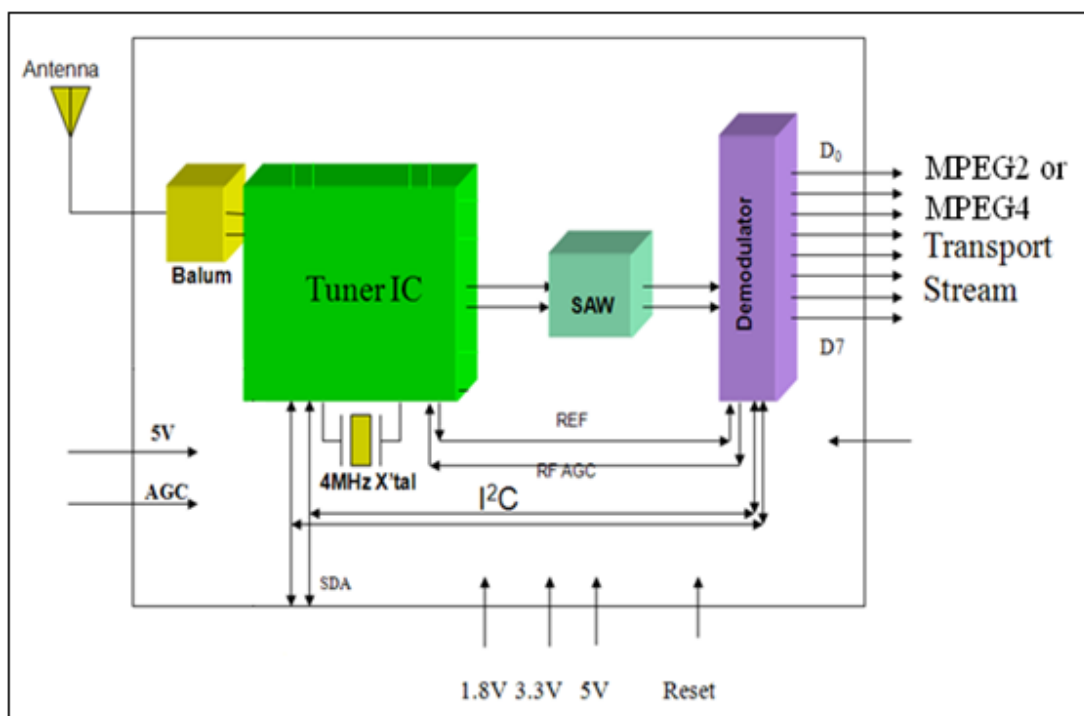 Antenna
Balum
Tuner IC
SAW
Demodulator
D₀
MPEG2 or
MPEG4
Transport
Stream
D7
5V
AGC
4MHz X'tal
REF
RF AGC
I²C
SDA
1.8V 3.3V 5V Reset